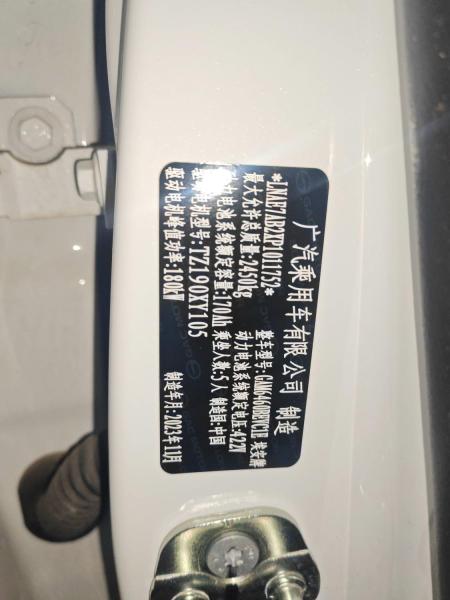 广汽乘用车有限公司 制造
*LNAE7AB2XP1011752* 整车型号:GAM6460BEVC1E 埃安牌
最大允许总质量:2450kg 动力电池系统额定电压:422V
动力电池系统额定容量:170Ah 乘坐人数:5人 制造国:中国
驱动电机型号:TZ190XY105
驱动电机峰值功率:180kW 制造年月:2023年11月